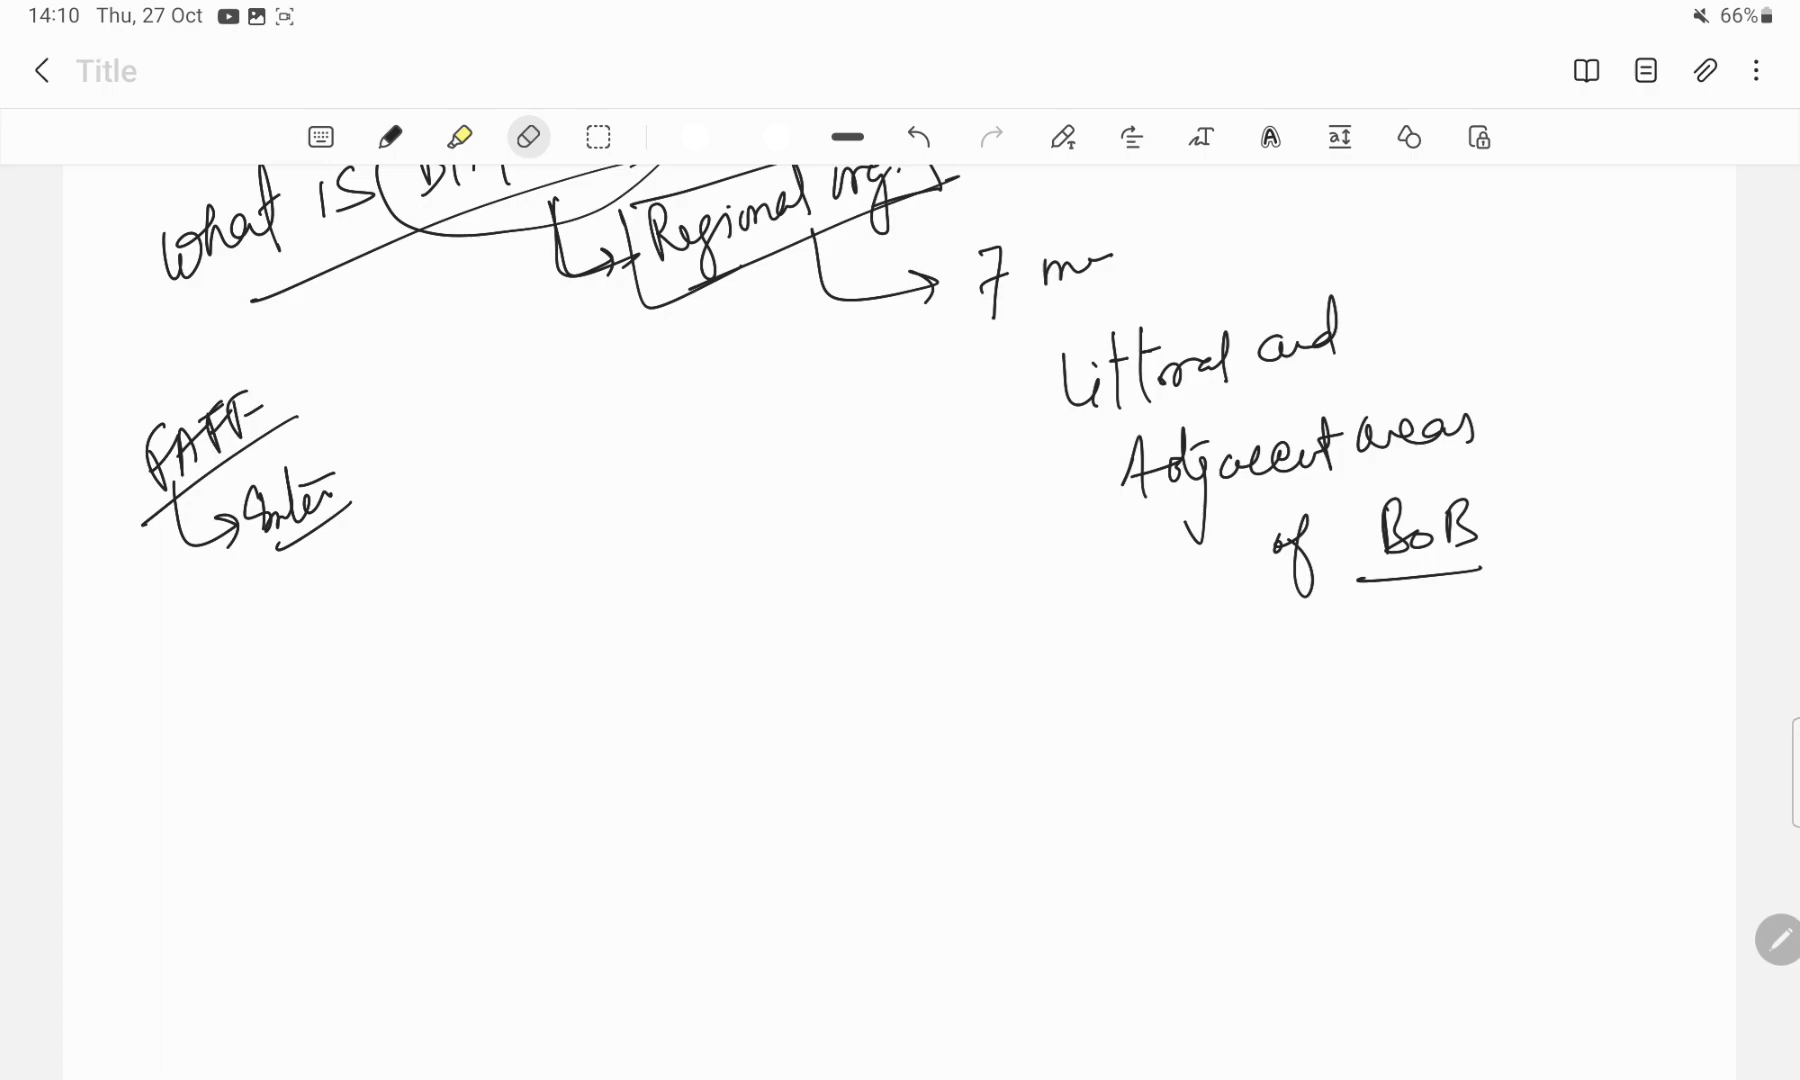 14:10 Thu, 27 Oct 66%
Title
What is
Regional org.
7 m
Littoral and
Adjacent areas
of BoB
FATF
Inter